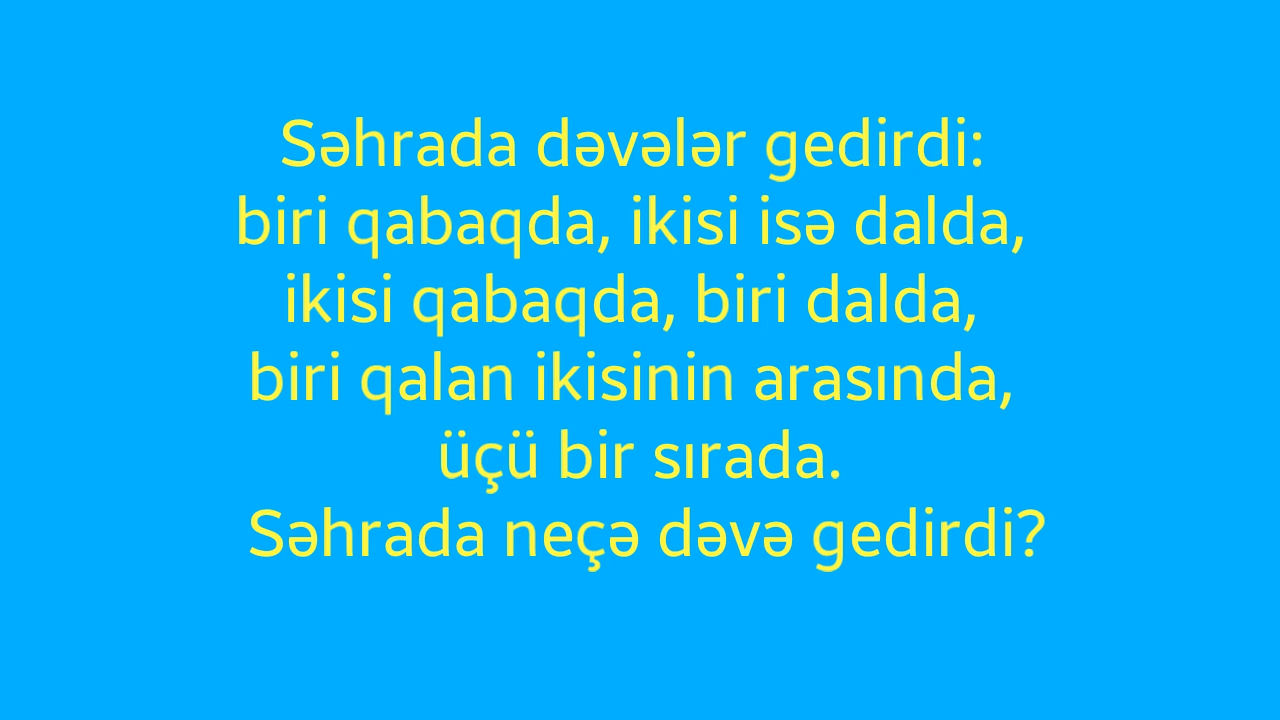 Səhrada dəvələr gedirdi:
biri qabaqda, ikisi isə dalda,
ikisi qabaqda, biri dalda,
biri qalan ikisinin arasında,
üçü bir sırada.
Səhrada neçə dəvə gedirdi?